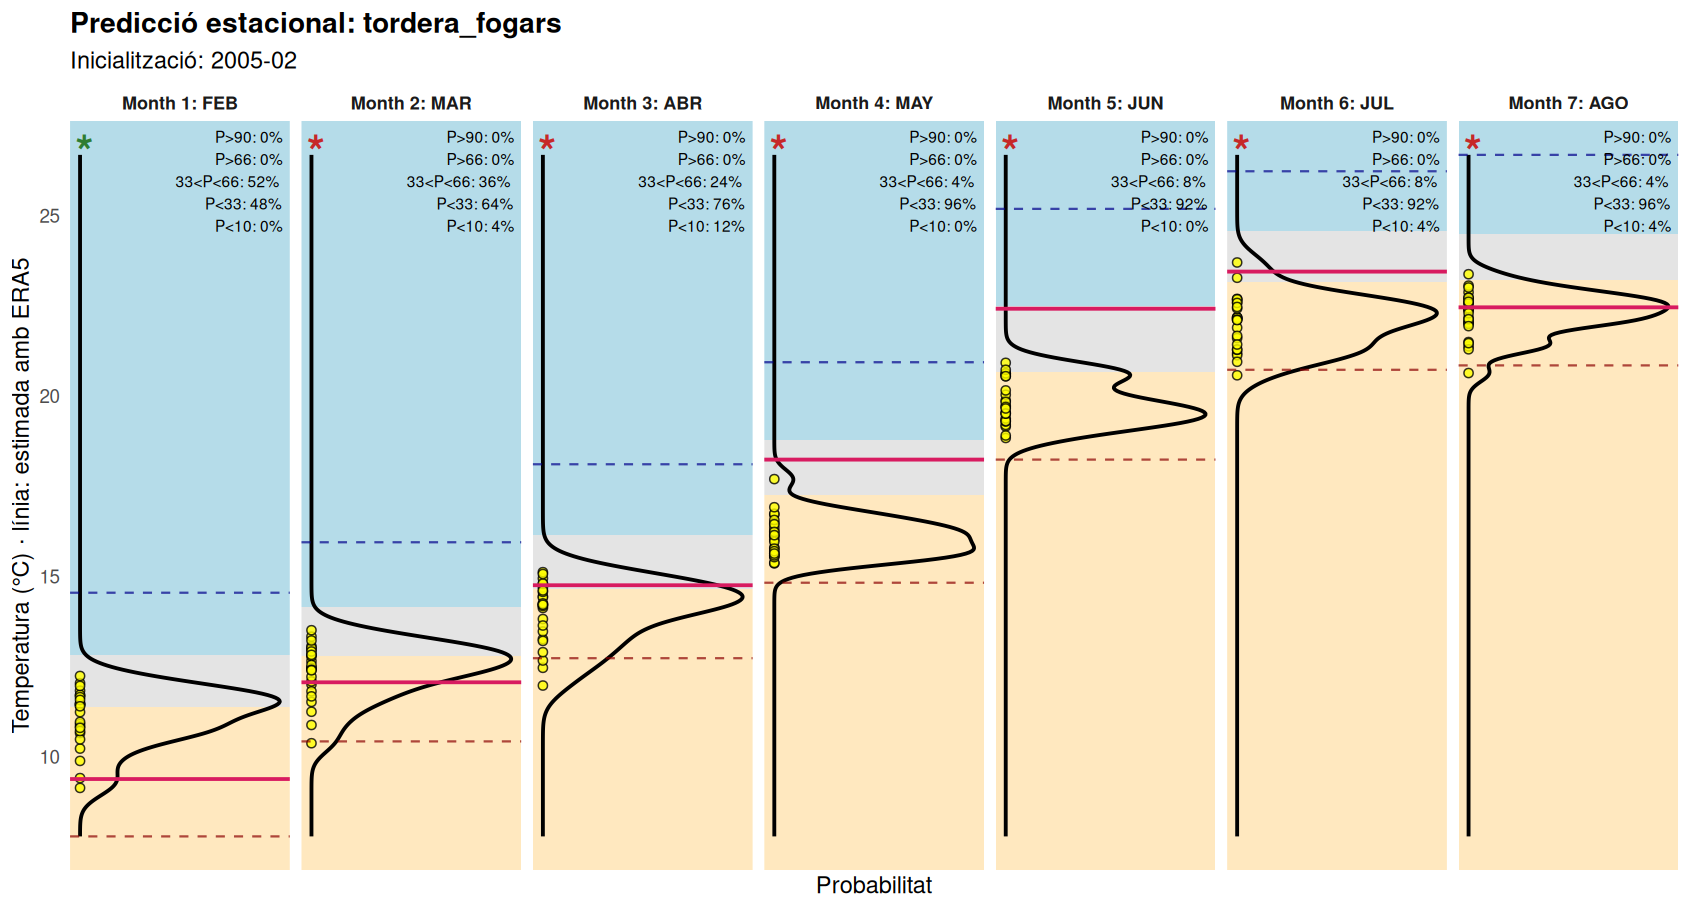 Predicció estacional: tordera_fogars
Inicialització: 2005-02
Month 1: FEB
Month 2: MAR
Month 3: ABR
Month 4: MAY
Month 5: JUN
Month 6: JUL
Month 7: AGO
*
P>90: 0%
P>66: 0%
33<P<66: 52%
P<33: 48%
P<10: 0%
*
P>90: 0%
P>66: 0%
33<P<66: 36%
P<33: 64%
P<10: 4%
*
P>90: 0%
P>66: 0%
33<P<66: 24%
P<33: 76%
P<10: 12%
*
P>90: 0%
P>66: 0%
33<P<66: 4%
P<33: 96%
P<10: 0%
*
P>90: 0%
P>66: 0%
33<P<66: 8%
P<33: 92%
P<10: 0%
*
P>90: 0%
P>66: 0%
33<P<66: 8%
P<33: 92%
P<10: 4%
*
P>90: 0%
P>66: 0%
33<P<66: 4%
P<33: 96%
P<10: 4%
25
20
15
10
Temperatura (°C) · línia: estimada amb ERA5
Probabilitat